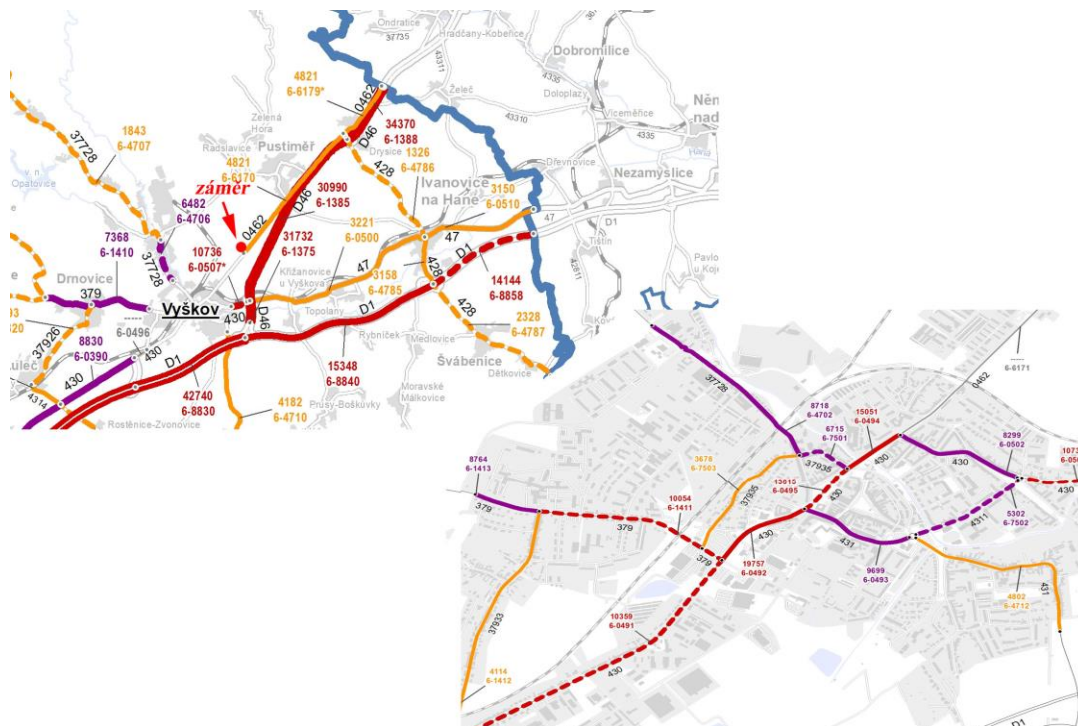 Ondratice
37735
Hradčany-Kobeřice
43311
4335
Dobromilice
4821
6-6179*
0462
Želeč
Doloplazy
Víceměřice
Něm
nad
4335
43310
Zelená
Hora
34370
6-1388
D46
Drysice
1843
6-4707
37728
Radslavice
Pustiměř
1326
6-4786
428
Dřevnovice
Nezamyslice
v. n.
Opatovice
4821
6-6170
záměr
Ivanovice
na Hané
3150
6-0510
30990
6-1385
D46
6482
6-4706
0462
3221
6-0500
47
D1
7368
6-1410
10736
6-0507*
31732
6-1375
47
Tištín
37728
Křižanovice
u Vyškova
47
3158
6-4785
428
D1
14144
6-8858
42811
Pavlo
u Koje
Drnovice
379
Vyškov
430
D46
Topolany
D1
428
2328
6-4787
6-0496
37926
8830
6-0390
430
D1
Rybníček
Medlovice
Švábenice
Dětkovice
430
4314
15348
6-8840
Moravské
Málkovice
42740
6-8830
4182
6-4710
Prusy-Boškůvky
Rostěnice-Zvonovice
0462
6-6171
37728
8718
6-4702
15051
6-0494
6715
6-7501
37935
430
8299
6-0502
430
8764
6-1413
3678
6-7503
37935
430
379
10054
6-1411
379
6-0495
430
5302
6-7502
4311
379
430
431
19757
6-0492
9699
6-0493
4802
6-4712
431
37933
10359
6-0491
430
4114
6-1412
D1